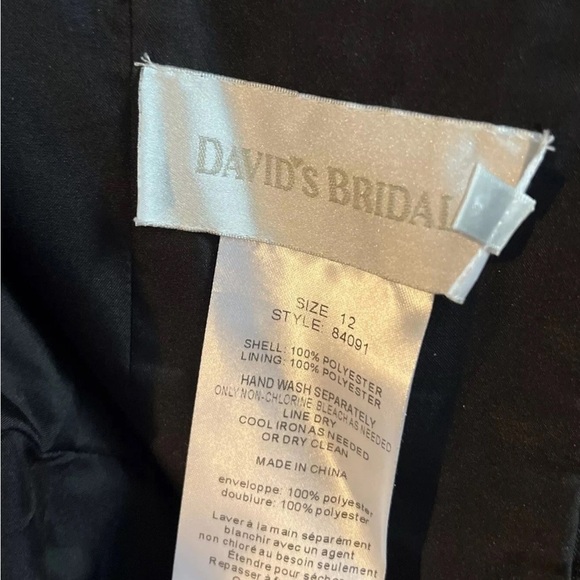 DAVID'S BRIDAL
SIZE 12
STYLE: 84091
SHELL: 100% POLYESTER
LINING: 100% POLYESTER
HAND WASH SEPARATELY
ONLY NON-CHLORINE BLEACH AS NEEDED
LINE DRY
COOL IRON AS NEEDED
OR DRY CLEAN
MADE IN CHINA
enveloppe: 100% polyester
doublure: 100% polyester
Laver à la main séparément
blanchir avec un agent
non chloré au besoin seulement
Étendre pour sécher
Repasser à